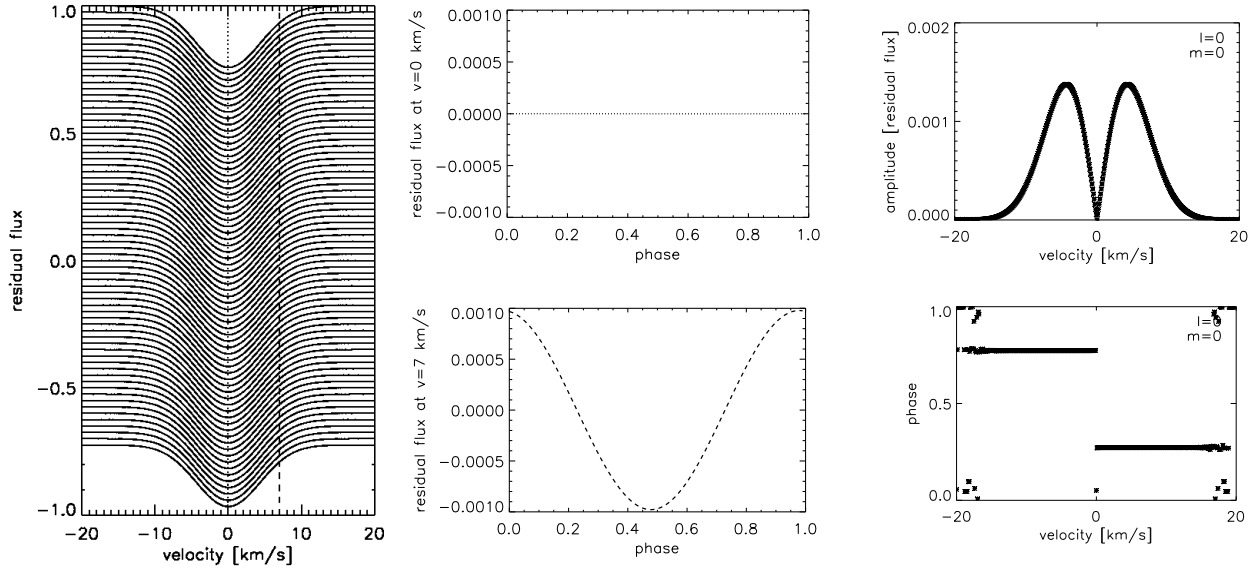 residual flux
1.0
0.5
0.0
−0.5
−1.0
−20 −10 0 10 20
velocity [km/s]
residual flux at v=0 km/s
0.0010
0.0005
0.0000
−0.0005
−0.0010
0.0 0.2 0.4 0.6 0.8 1.0
phase
residual flux at v=7 km/s
0.0010
0.0005
0.0000
−0.0005
−0.0010
0.0 0.2 0.4 0.6 0.8 1.0
phase
amplitude [residual flux]
0.002
0.001
0.000
l=0
m=0
−20 0 20
velocity [km/s]
phase
1.0
0.5
0.0
l=0
m=0
−20 0 20
velocity [km/s]